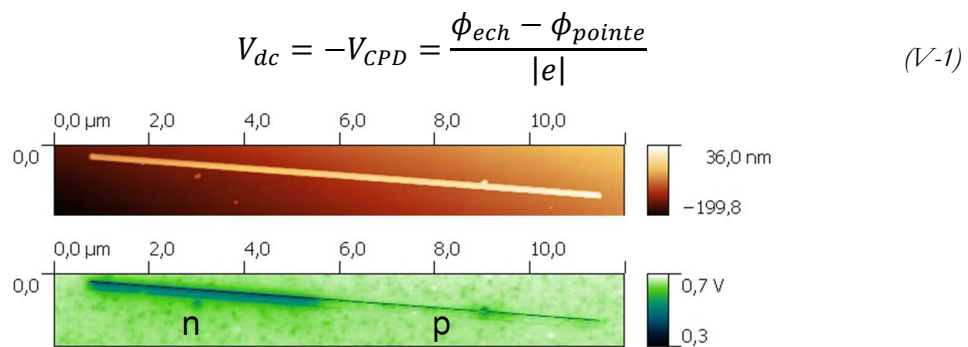 V_dc = −V_CPD = (ϕ_ech − ϕ_pointe) / |e| (V-1)
0,0 µm 2,0 4,0 6,0 8,0 10,0
0,0
36,0 nm
−199,8
0,0 µm 2,0 4,0 6,0 8,0 10,0
0,0
0,7 V
n p
0,3